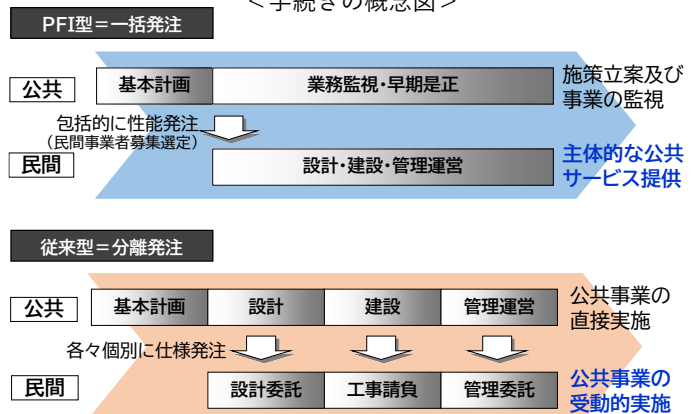 ＜手続きの概念図＞
PFI型＝一括発注
公共
基本計画
業務監視・早期是正
施策立案及び
事業の監視
包括的に性能発注
（民間事業者募集選定）
民間
設計・建設・管理運営
主体的な公共
サービス提供
従来型＝分離発注
公共
基本計画
設計
建設
管理運営
公共事業の
直接実施
各々個別に仕様発注
民間
設計委託
工事請負
管理委託
公共事業の
受動的実施